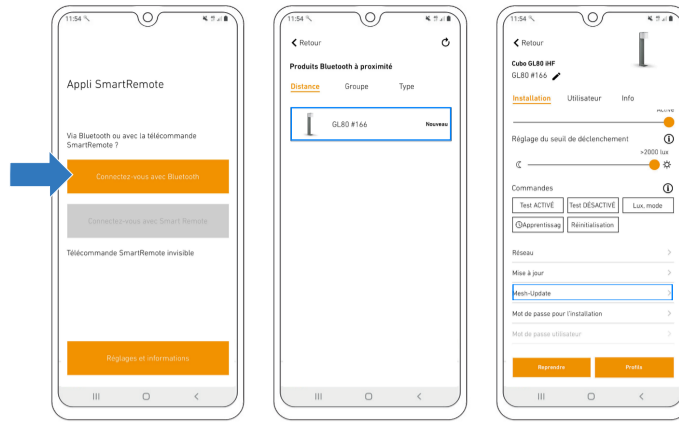 11:54
Appli SmartRemote
Via Bluetooth ou avec la télécommande
SmartRemote ?
Connectez-vous avec Bluetooth
Connectez-vous avec Smart Remote
Télécommande SmartRemote invisible
Réglages et informations
11:54
Retour
Produits Bluetooth à proximité
Distance Groupe Type
GL80 #166 Nouveau
11:54
Retour
Cubo GL80 iHF
GL80 #166
Installation Utilisateur Info
Réglage du seuil de déclenchement
>2000 lux
Commandes
Test ACTIVÉ Test DÉSACTIVÉ Lux. mode
Apprentissag Réinitialisation
Réseau
Mise à jour
Mesh-Update
Mot de passe pour l'installation
Mot de passe utilisateur
Reprendre Profils